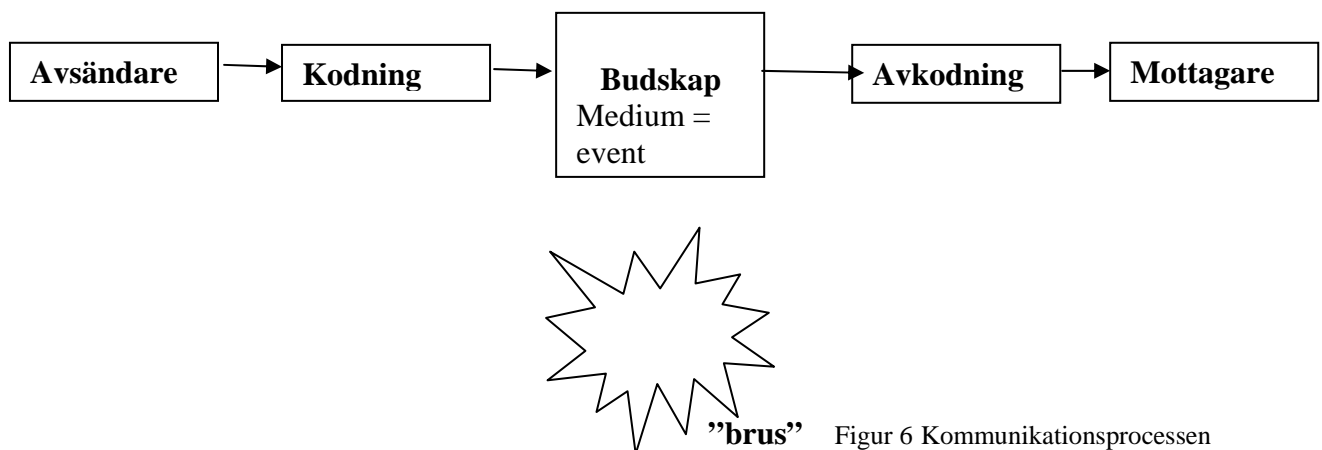 Avsändare
Kodning
Budskap
Medium =
event
Avkodning
Mottagare
”brus” Figur 6 Kommunikationsprocessen